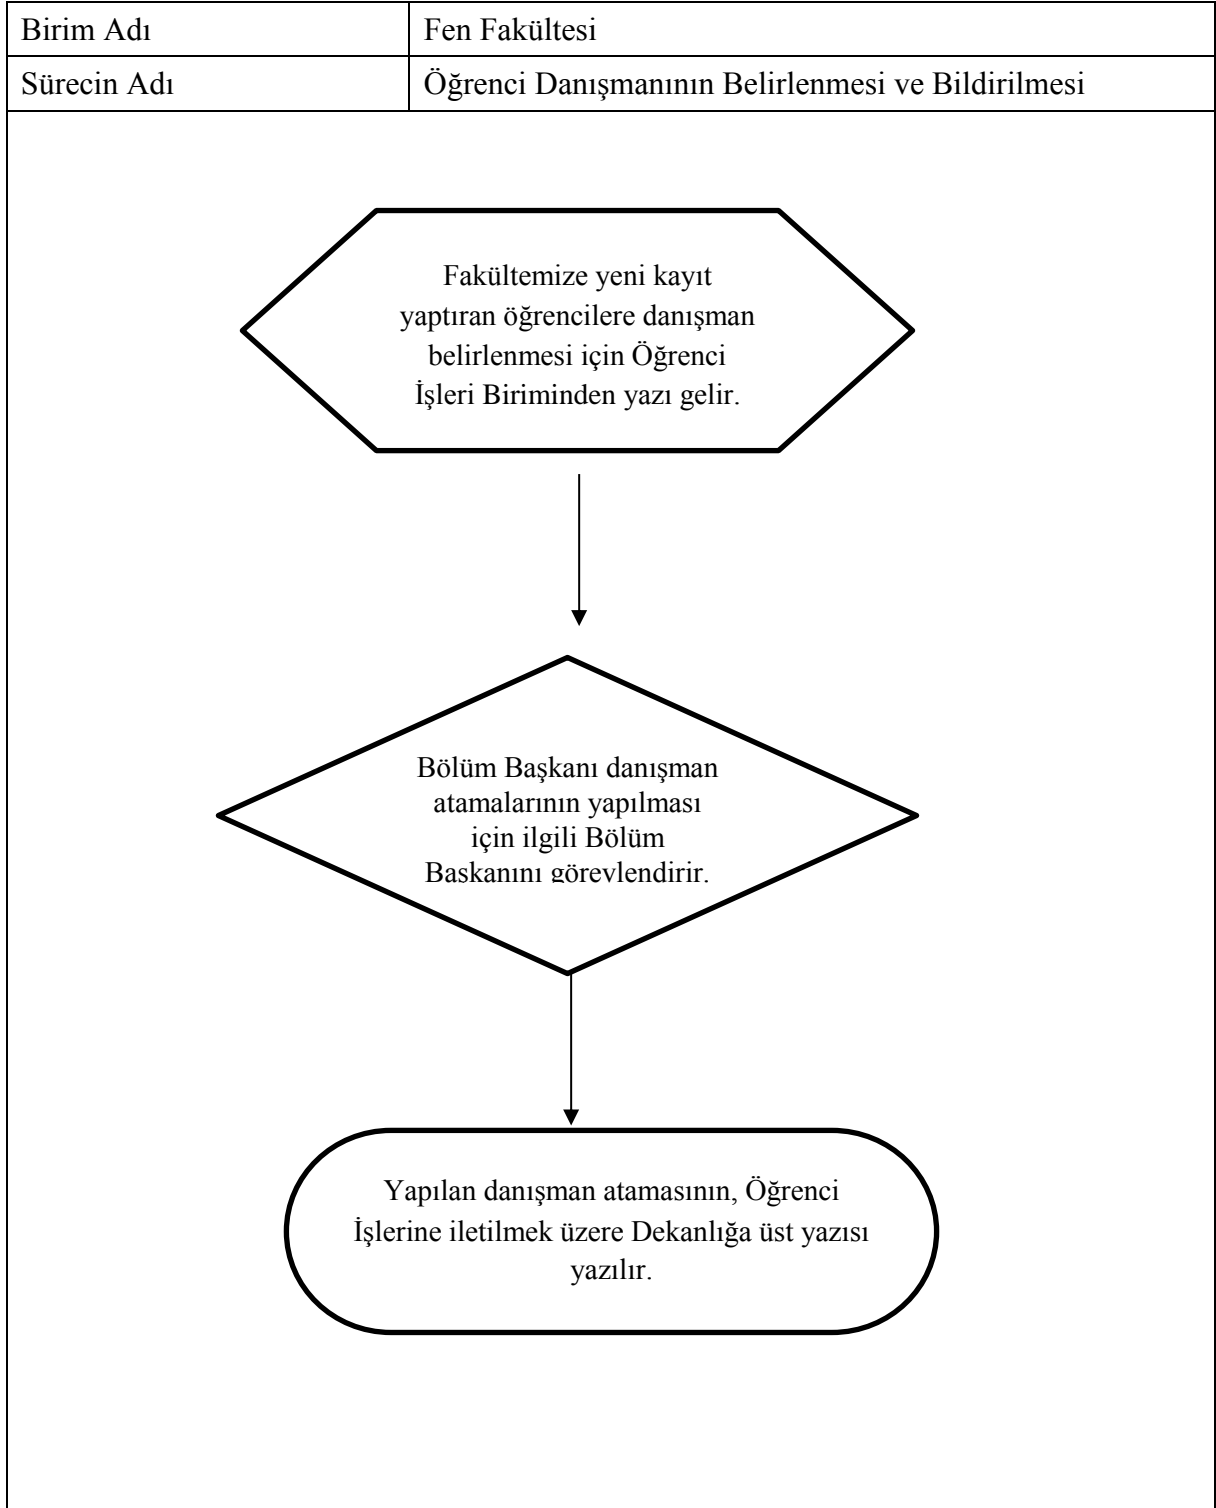 Birim Adı Fen Fakültesi
Sürecin Adı Öğrenci Danışmanının Belirlenmesi ve Bildirilmesi
Fakültemize yeni kayıt
yaptıran öğrencilere danışman
belirlenmesi için Öğrenci
İşleri Biriminden yazı gelir.
Bölüm Başkanı danışman
atamalarının yapılması
için ilgili Bölüm
Başkanını görevlendirir.
Yapılan danışman atamasının, Öğrenci
İşlerine iletilmek üzere Dekanlığa üst yazısı
yazılır.